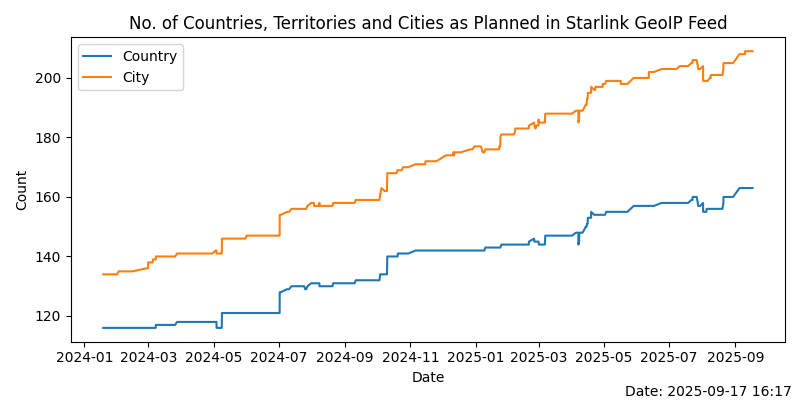 No. of Countries, Territories and Cities as Planned in Starlink GeoIP Feed
Country
City
Count
200
180
160
140
120
2024-01 2024-03 2024-05 2024-07 2024-09 2024-11 2025-01 2025-03 2025-05 2025-07 2025-09
Date
Date: 2025-09-17 16:17